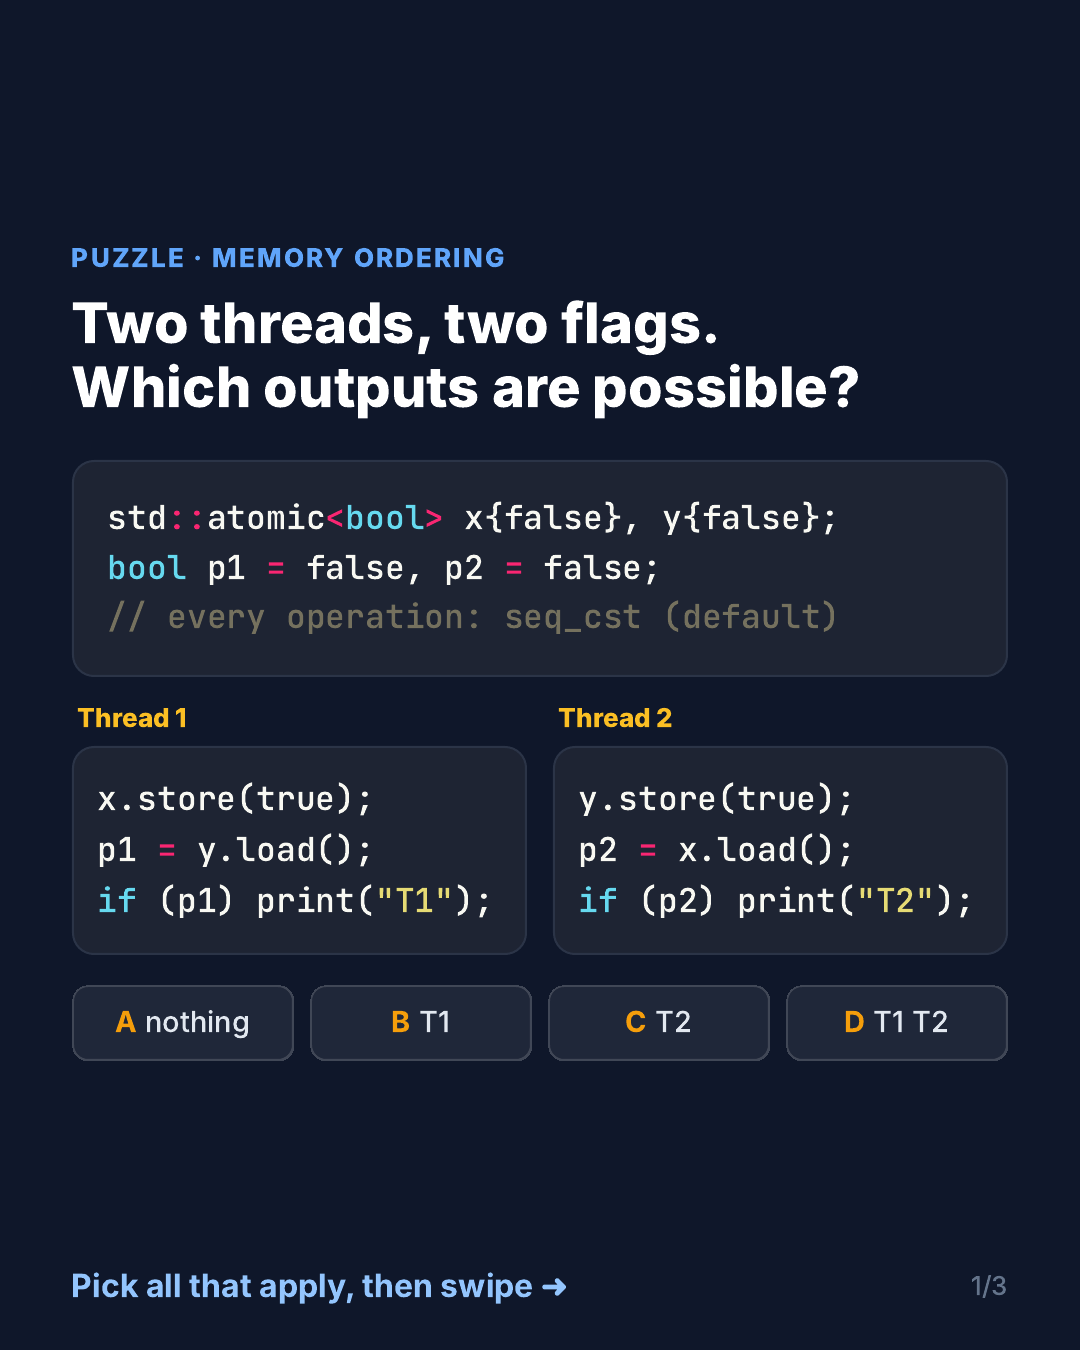 PUZZLE · MEMORY ORDERING
Two threads, two flags.
Which outputs are possible?
std::atomic<bool> x{false}, y{false};
bool p1 = false, p2 = false;
// every operation: seq_cst (default)
Thread 1
x.store(true);
p1 = y.load();
if (p1) print("T1");
Thread 2
y.store(true);
p2 = x.load();
if (p2) print("T2");
A nothing
B T1
C T2
D T1 T2
Pick all that apply, then swipe ➜
1/3